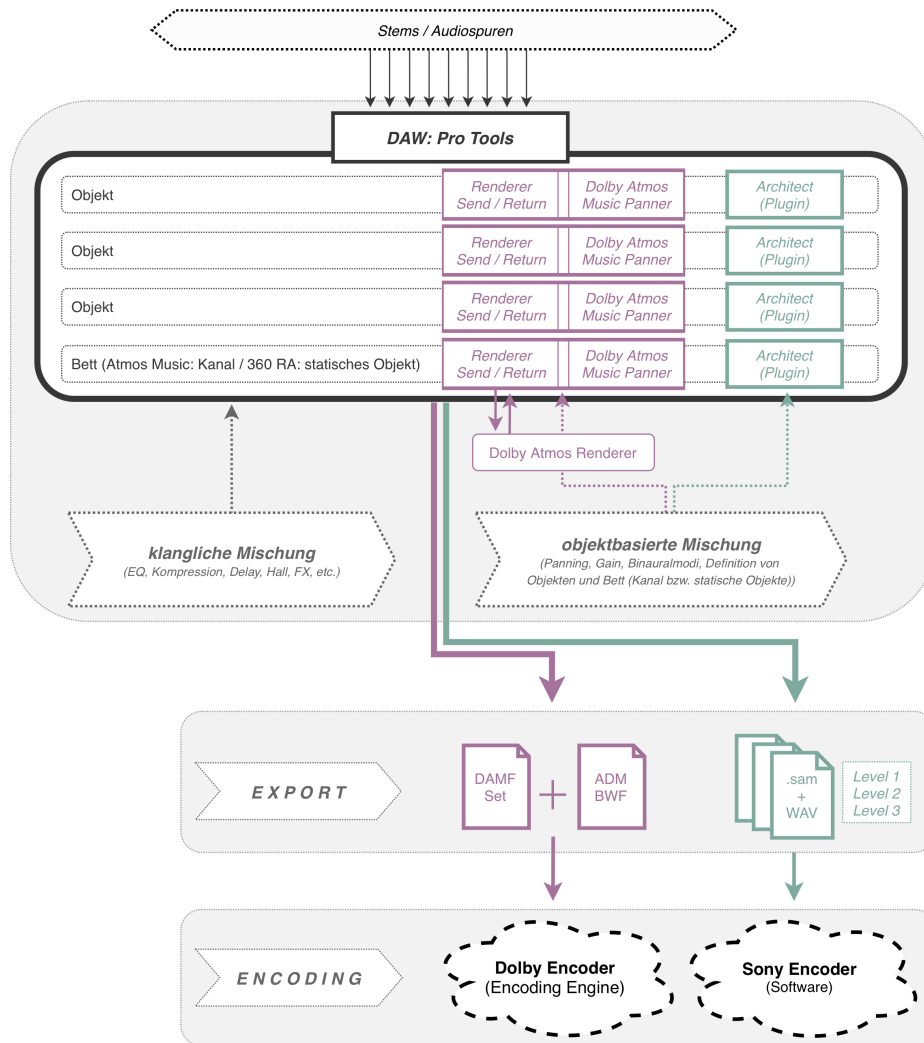 Stems / Audiospuren
DAW: Pro Tools
Objekt
Renderer
Send / Return
Dolby Atmos
Music Panner
Architect
(Plugin)
Objekt
Renderer
Send / Return
Dolby Atmos
Music Panner
Architect
(Plugin)
Objekt
Renderer
Send / Return
Dolby Atmos
Music Panner
Architect
(Plugin)
Bett (Atmos Music: Kanal / 360 RA: statisches Objekt)
Renderer
Send / Return
Dolby Atmos
Music Panner
Architect
(Plugin)
Dolby Atmos Renderer
klangliche Mischung
(EQ, Kompression, Delay, Hall, FX, etc.)
objektbasierte Mischung
(Panning, Gain, Binauralmodi, Definition von
Objekten und Bett (Kanal bzw. statische Objekte))
EXPORT
DAMF
Set
+
ADM
BWF
.sam
+
WAV
Level 1
Level 2
Level 3
ENCODING
Dolby Encoder
(Encoding Engine)
Sony Encoder
(Software)